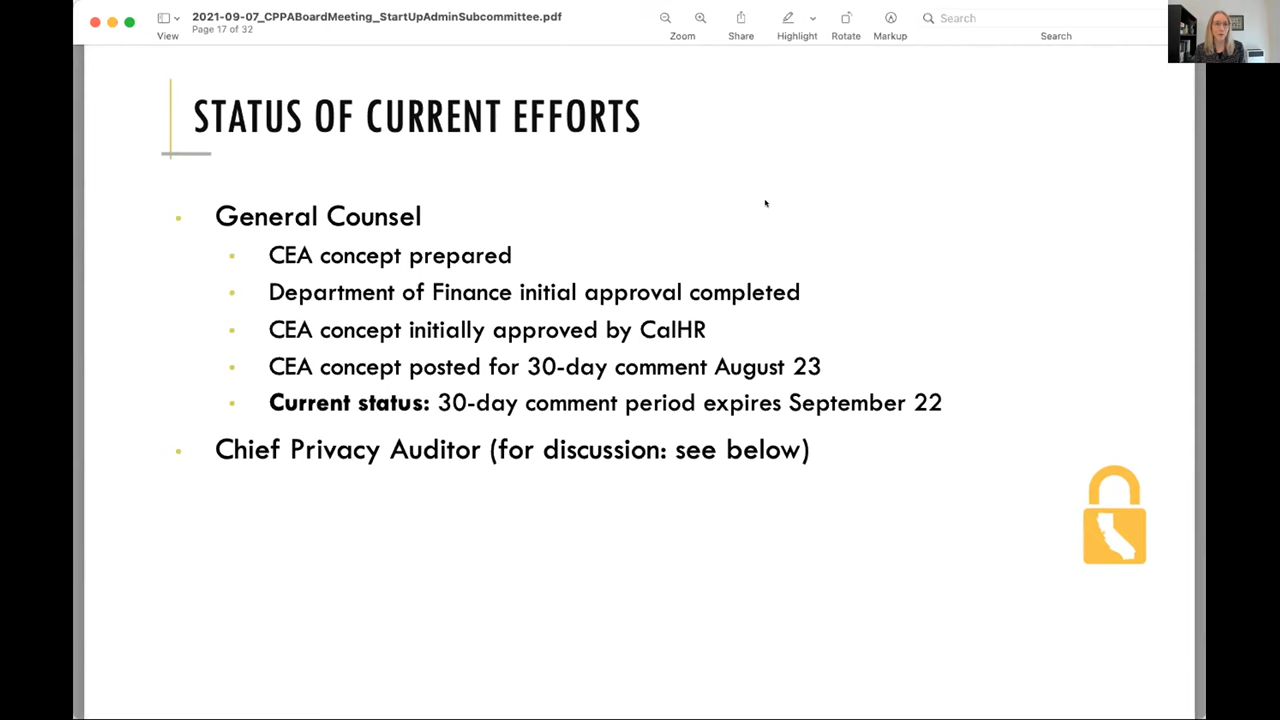 2021-09-07_CPPABoardMeeting_StartUpAdminSubcommittee.pdf
Page 17 of 32
View
Zoom
Share
Highlight
Rotate
Markup
Search
Search
STATUS OF CURRENT EFFORTS
• General Counsel
• CEA concept prepared
• Department of Finance initial approval completed
• CEA concept initially approved by CalHR
• CEA concept posted for 30-day comment August 23
• Current status: 30-day comment period expires September 22
• Chief Privacy Auditor (for discussion: see below)